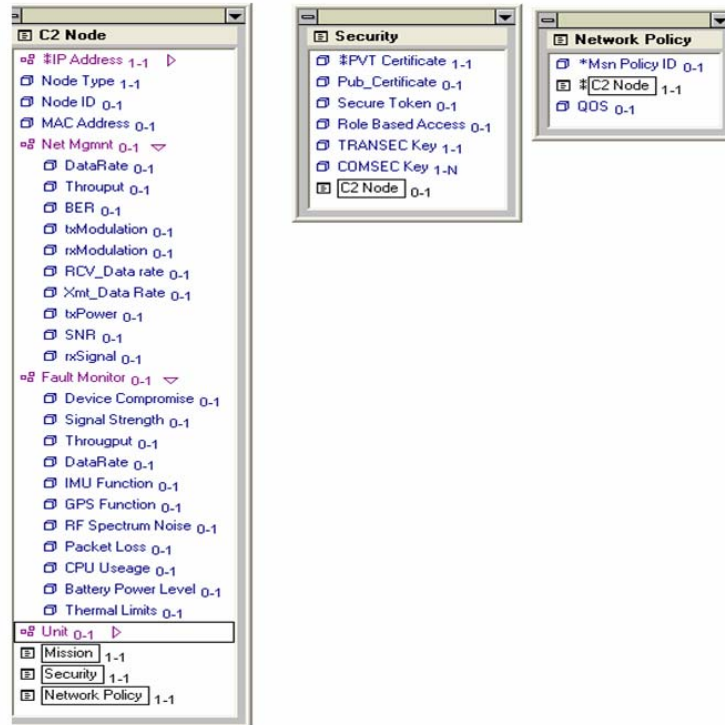 C2 Node
‡IP Address 1-1
Node Type 1-1
Node ID 0-1
MAC Address 0-1
Net Mgmnt 0-1
DataRate 0-1
Throuput 0-1
BER 0-1
txModulation 0-1
rxModulation 0-1
RCV_Data rate 0-1
Xmt_Data Rate 0-1
txPower 0-1
SNR 0-1
rxSignal 0-1
Fault Monitor 0-1
Device Compromise 0-1
Signal Strength 0-1
Througput 0-1
DataRate 0-1
IMU Function 0-1
GPS Function 0-1
RF Spectrum Noise 0-1
Packet Loss 0-1
CPU Useage 0-1
Battery Power Level 0-1
Thermal Limits 0-1
Unit 0-1
Mission 1-1
Security 1-1
Network Policy 1-1
Security
‡PVT Certificate 1-1
Pub_Certificate 0-1
Secure Token 0-1
Role Based Access 0-1
TRANSEC Key 1-1
COMSEC Key 1-N
C2 Node 0-1
Network Policy
*Msn Policy ID 0-1
‡C2 Node 1-1
QOS 0-1